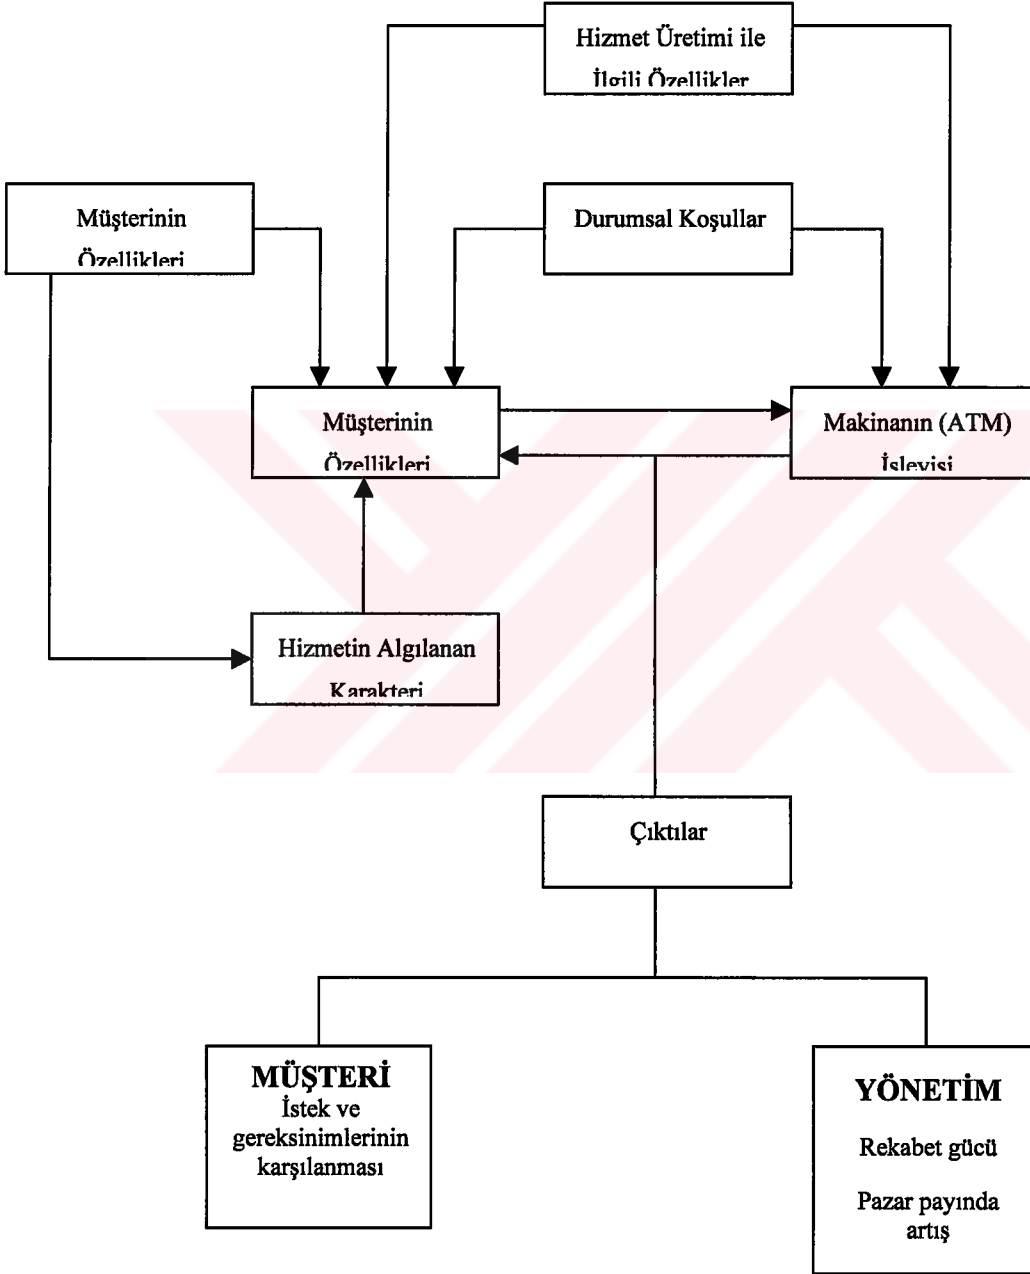 Hizmet Üretimi ile
İlgili Özellikler
Müşterinin
Özellikleri
Durumsal Koşullar
Müşterinin
Özellikleri
Makinanın (ATM)
İşleyişi
Hizmetin Algılanan
Karakteri
Çıktılar
MÜŞTERİ
İstek ve
gereksinimlerinin
karşılanması
YÖNETİM
Rekabet gücü
Pazar payında
artış